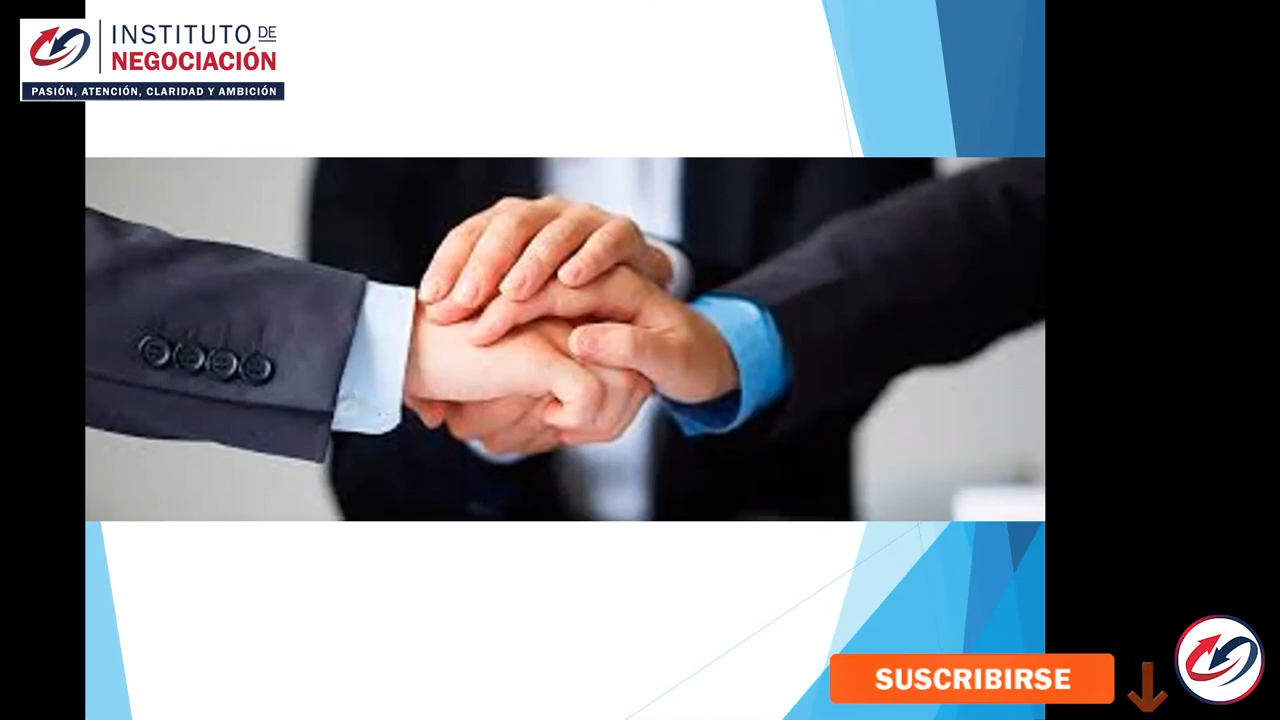 INSTITUTO DE
NEGOCIACIÓN
PASIÓN, ATENCIÓN, CLARIDAD Y AMBICIÓN
SUSCRIBIRSE